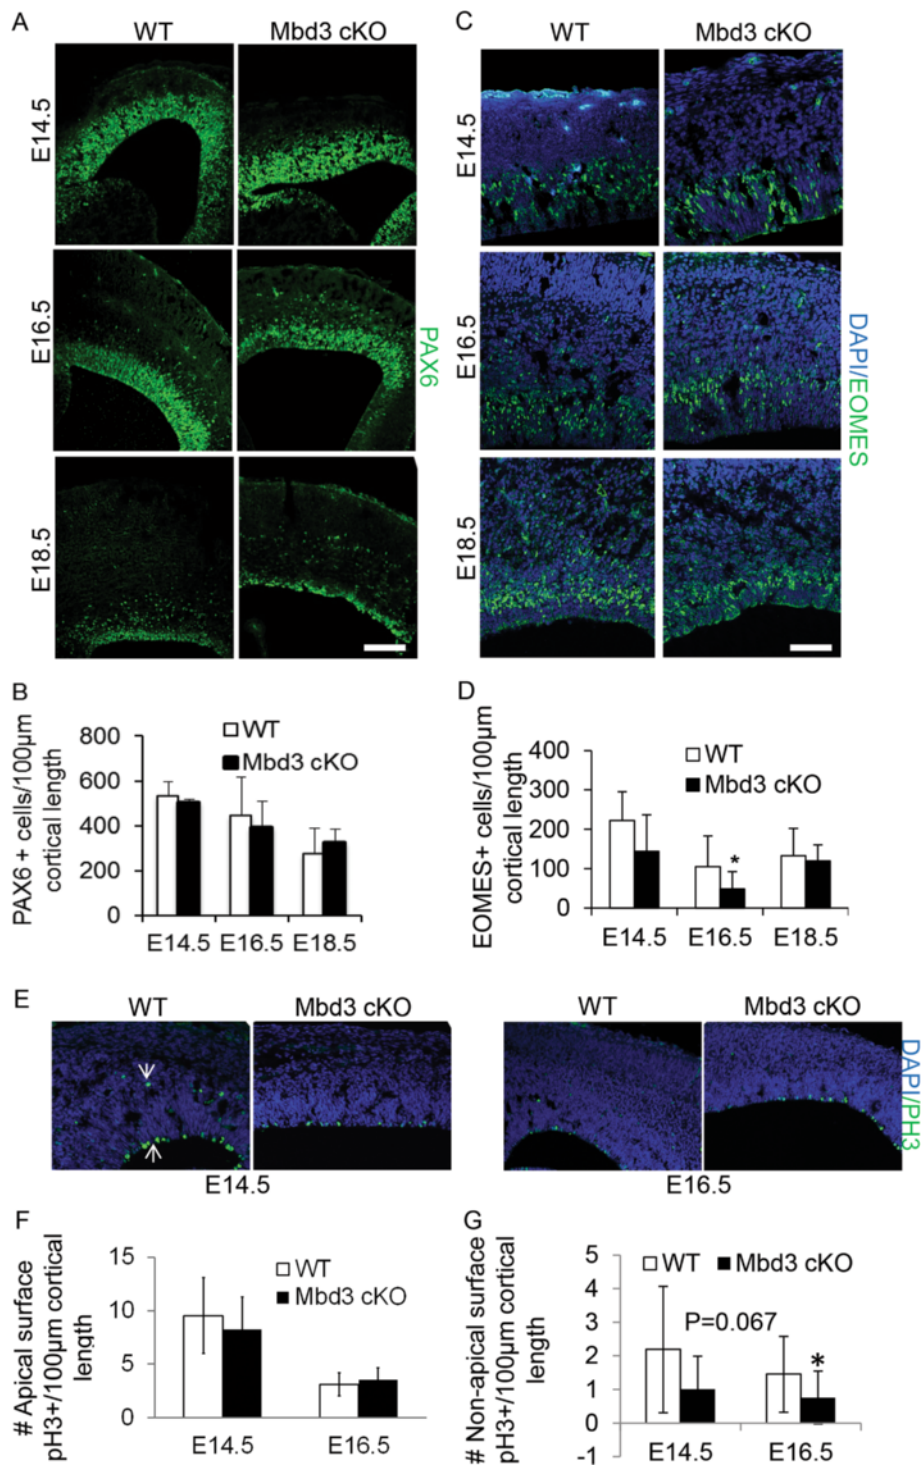 A
WT
Mbd3 cKO
E14.5
E16.5
E18.5
PAX6
C
WT
Mbd3 cKO
E14.5
E16.5
E18.5
DAPI/EOMES
B
PAX6 + cells/100µm
cortical length
800
600
400
200
0
WT
Mbd3 cKO
E14.5
E16.5
E18.5
D
EOMES+ cells/100µm
cortical length
400
300
200
100
0
WT
Mbd3 cKO
*
E14.5
E16.5
E18.5
E
WT
Mbd3 cKO
E14.5
WT
Mbd3 cKO
E16.5
DAPI/PH3
F
# Apical surface
pH3+/100µm cortical
length
15
10
5
0
WT
Mbd3 cKO
E14.5
E16.5
G
# Non-apical surface
pH3+/100µm cortical
length
5
4
3
2
1
0
-1
WT
Mbd3 cKO
P=0.067
*
E14.5
E16.5